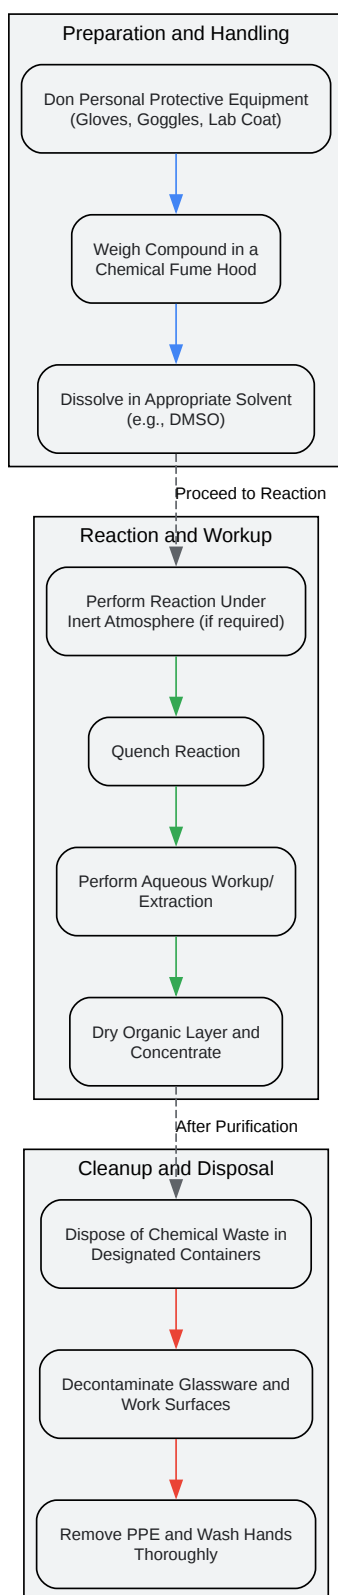 Preparation and Handling
Don Personal Protective Equipment
(Gloves, Goggles, Lab Coat)
Weigh Compound in a
Chemical Fume Hood
Dissolve in Appropriate Solvent
(e.g., DMSO)
Proceed to Reaction
Reaction and Workup
Perform Reaction Under
Inert Atmosphere (if required)
Quench Reaction
Perform Aqueous Workup/
Extraction
Dry Organic Layer and
Concentrate
After Purification
Cleanup and Disposal
Dispose of Chemical Waste in
Designated Containers
Decontaminate Glassware and
Work Surfaces
Remove PPE and Wash Hands
Thoroughly